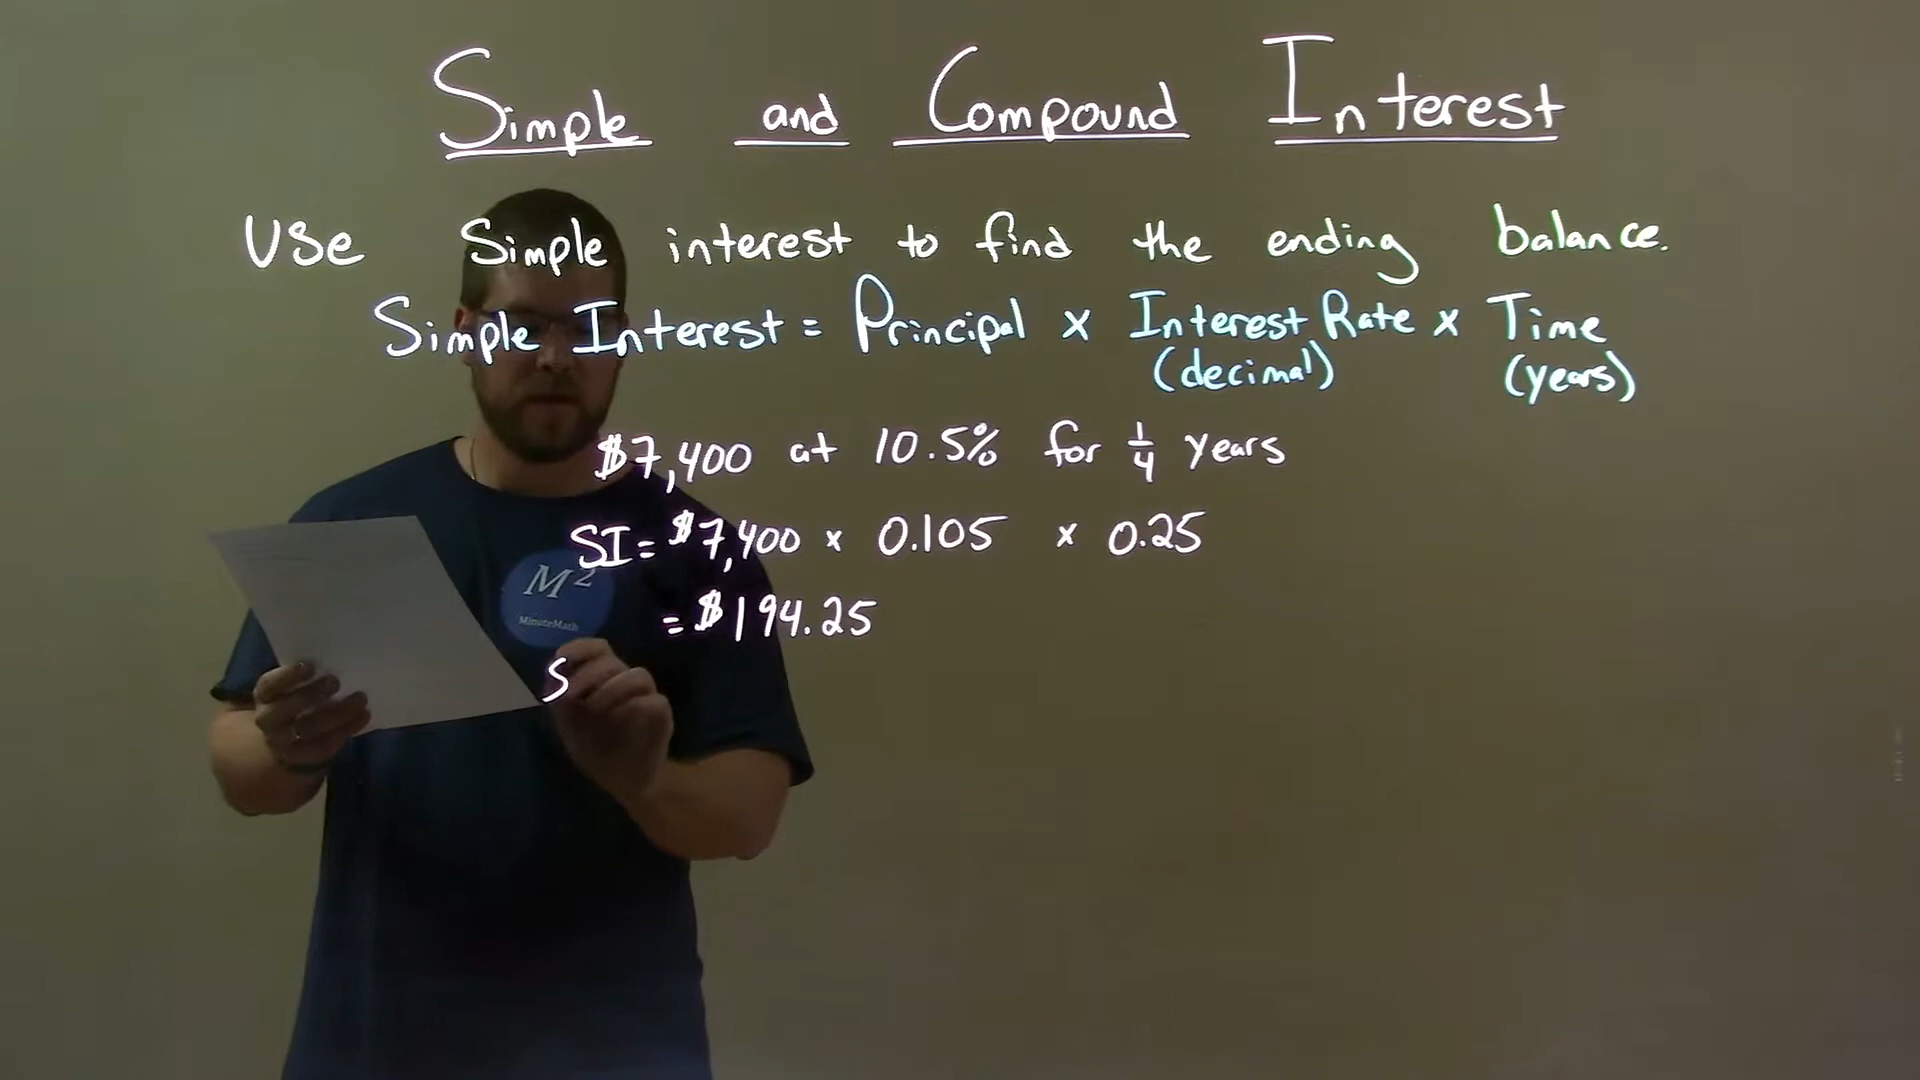 Simple and Compound Interest
Use Simple interest to find the ending balance.
Simple Interest = Principal x Interest Rate x Time
(decimal) (years)
$7,400 at 10.5% for 1/4 years
SI = $7,400 x 0.105 x 0.25
= $194.25
S
M²
MinuteMath